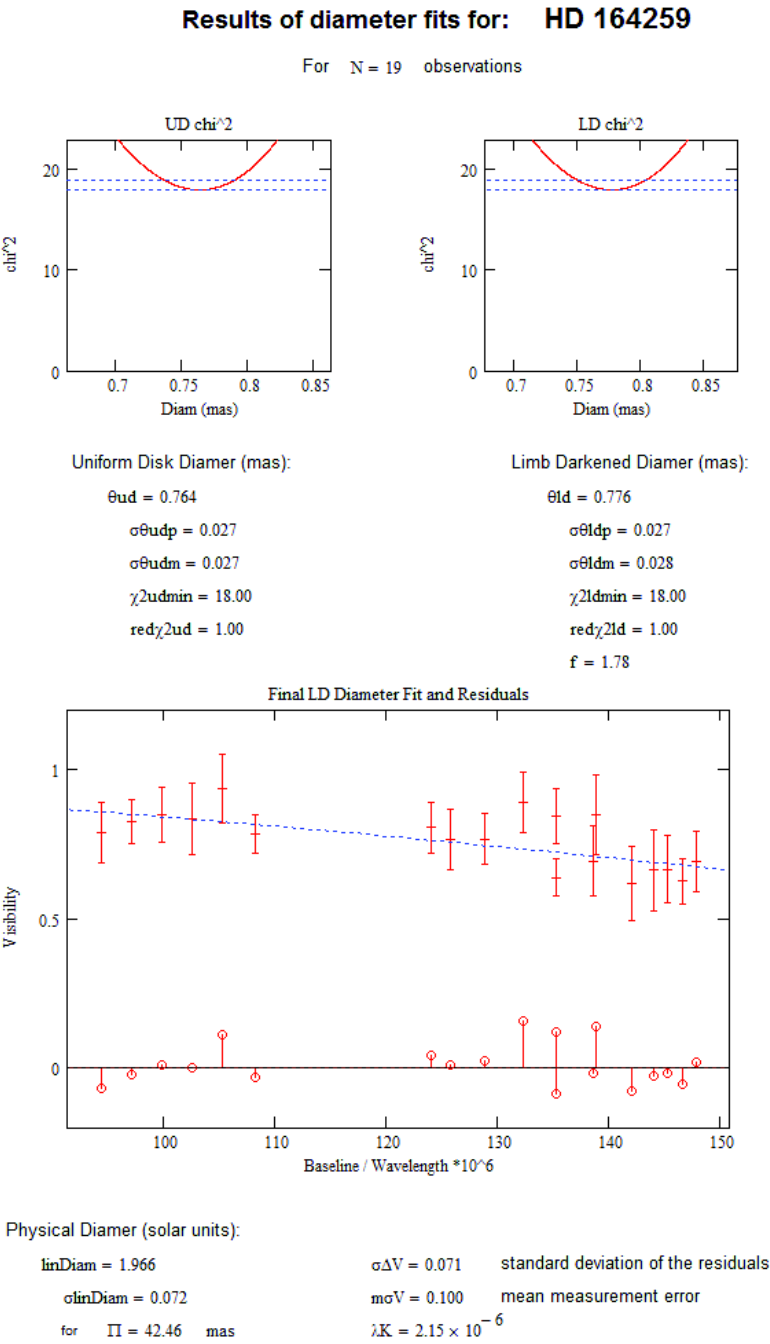 Results of diameter fits for: HD 164259
For N = 19 observations
UD chi^2
20
10
0
chi^2
0.7 0.75 0.8 0.85
Diam (mas)
LD chi^2
20
10
0
chi^2
0.7 0.75 0.8 0.85
Diam (mas)
Uniform Disk Diamer (mas):
θud = 0.764
σθudp = 0.027
σθudm = 0.027
χ2udmin = 18.00
redχ2ud = 1.00
Limb Darkened Diamer (mas):
θld = 0.776
σθldp = 0.027
σθldm = 0.028
χ2ldmin = 18.00
redχ2ld = 1.00
f = 1.78
Final LD Diameter Fit and Residuals
1
0.5
0
Visibility
100 110 120 130 140 150
Baseline / Wavelength *10^6
Physical Diamer (solar units):
linDiam = 1.966
σlinDiam = 0.072
for Π = 42.46 mas
σΔV = 0.071 standard deviation of the residuals
mσV = 0.100 mean measurement error
λK = 2.15 × 10^-6